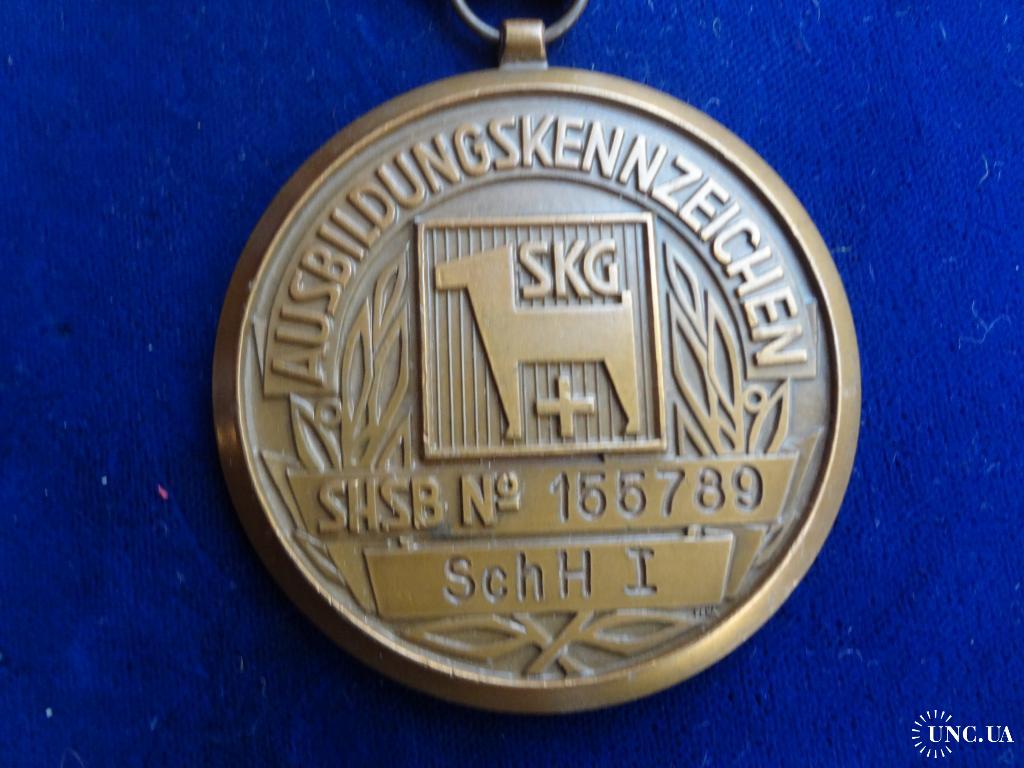 AUSBILDUNGSKENNZEICHEN
SKG
SHSB Nº 155789
SchH I
UNC.UA